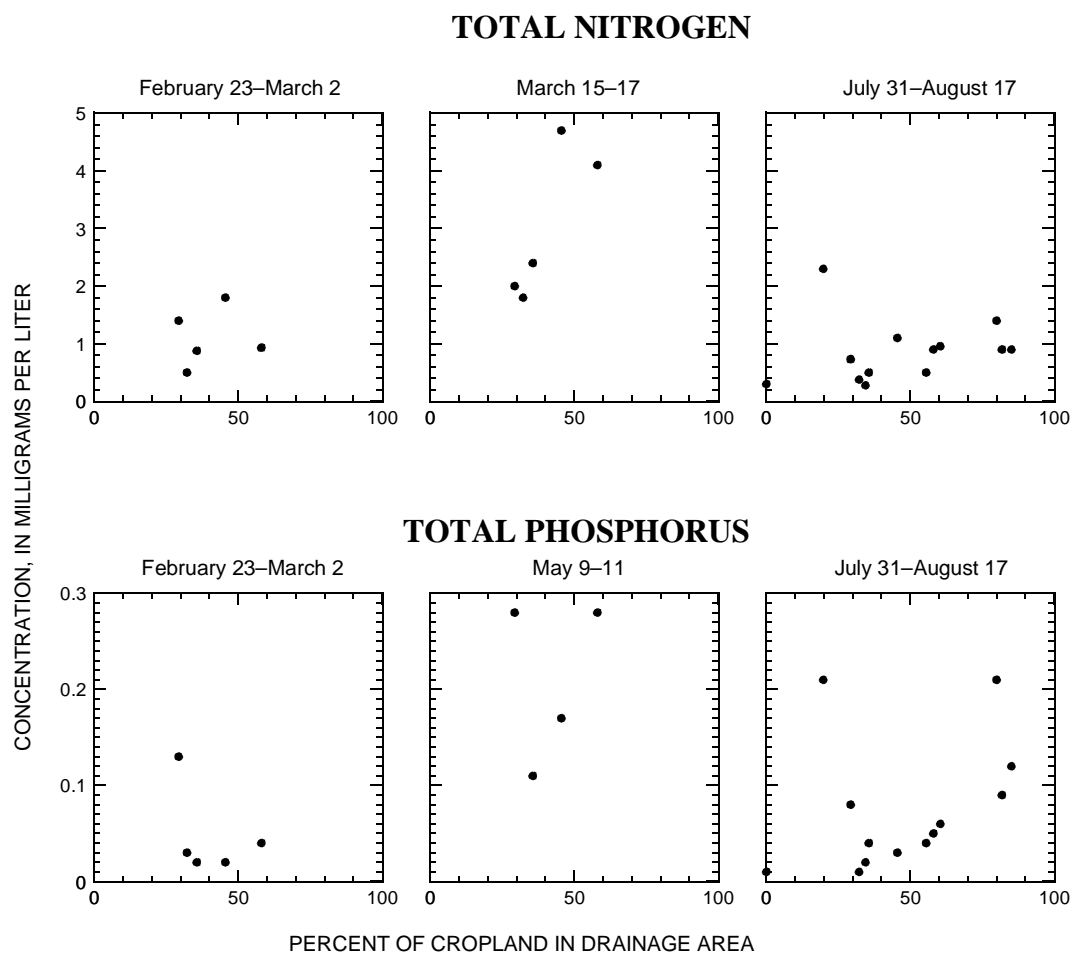 TOTAL NITROGEN
February 23–March 2
March 15–17
July 31–August 17
5
4
3
2
1
0
0 50 100
0 50 100
0 50 100
CONCENTRATION, IN MILLIGRAMS PER LITER
TOTAL PHOSPHORUS
February 23–March 2
May 9–11
July 31–August 17
0.3
0.2
0.1
0
0 50 100
0 50 100
0 50 100
PERCENT OF CROPLAND IN DRAINAGE AREA